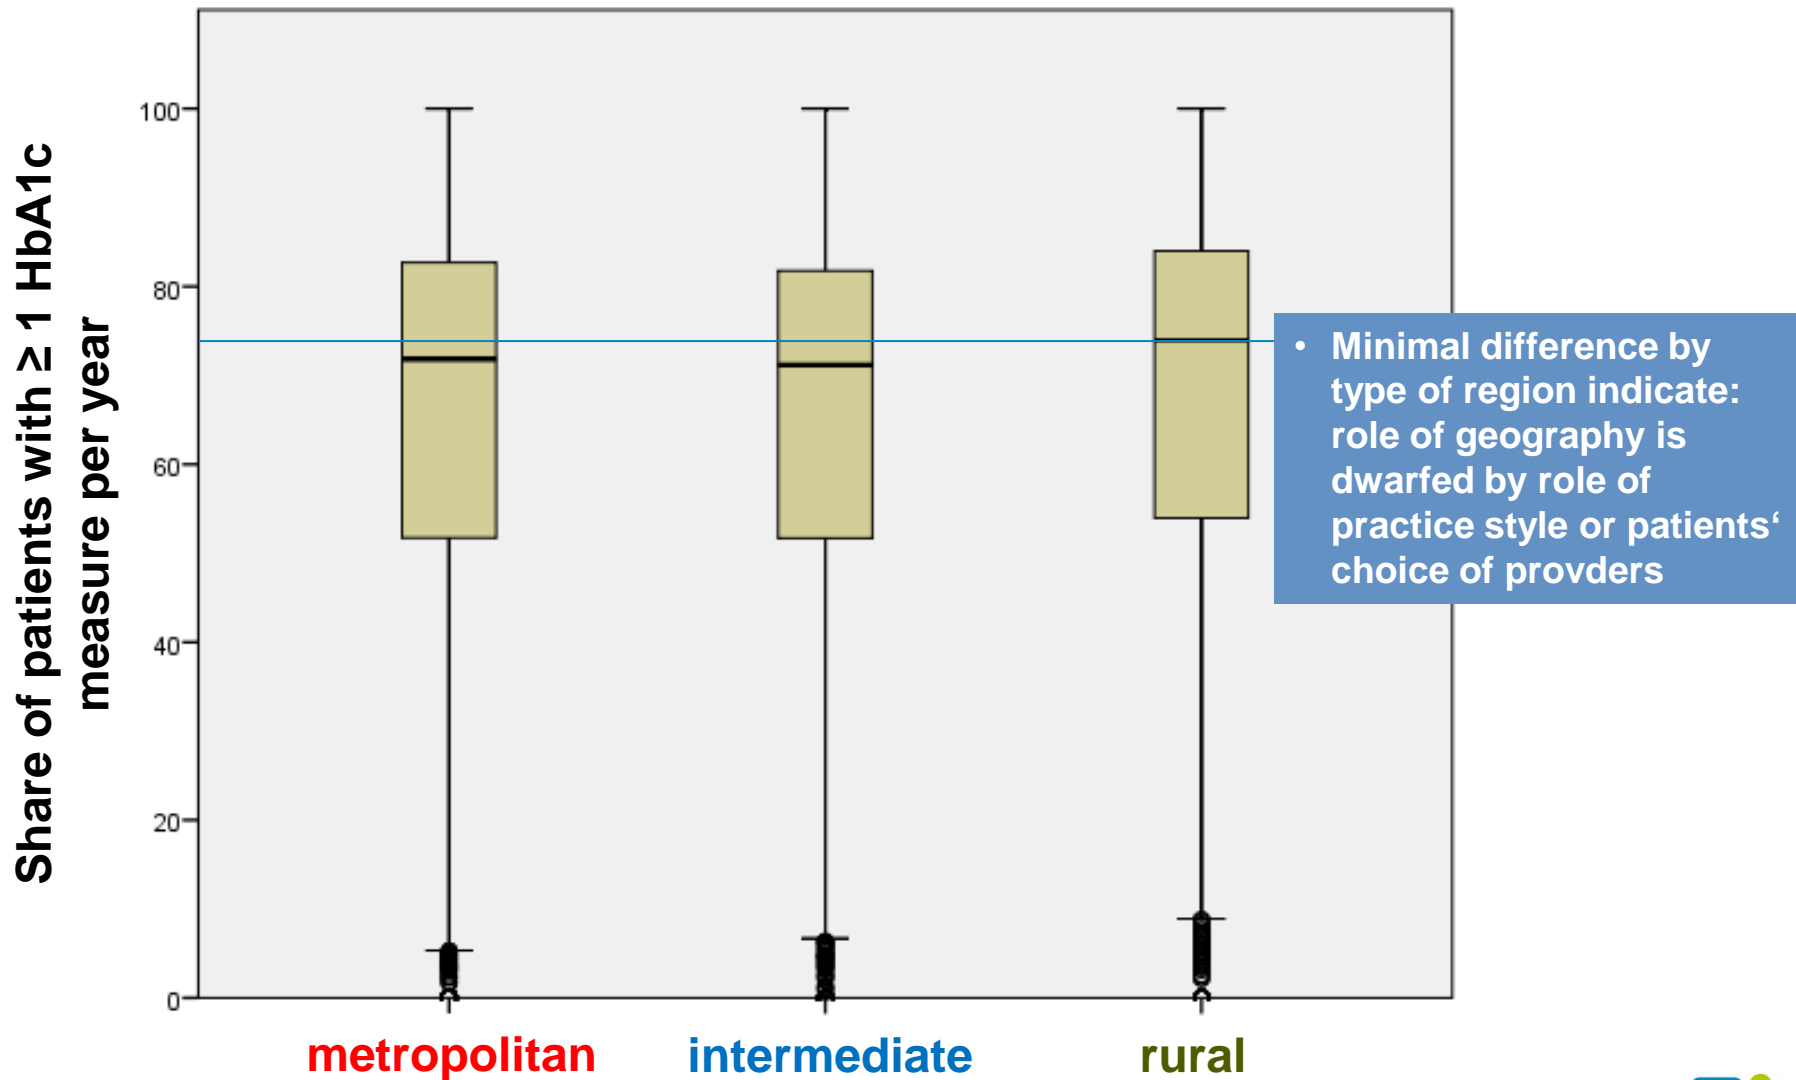 Share of patients with ≥ 1 HbA1c
measure per year
100
80
60
40
20
0
• Minimal difference by
type of region indicate:
role of geography is
dwarfed by role of
practice style or patients‘
choice of provders
metropolitan
intermediate
rural